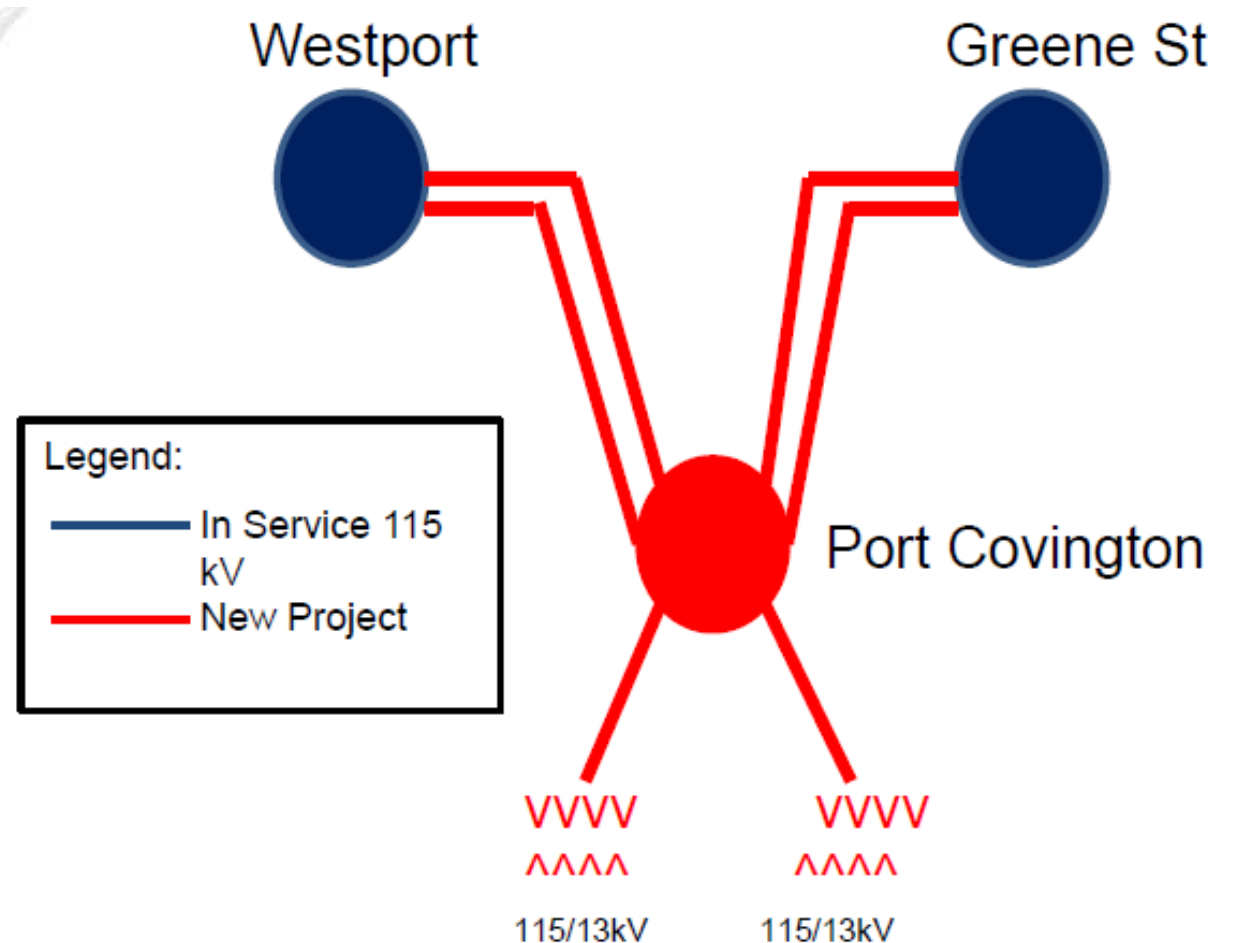 Westport
Greene St
Legend:
In Service 115
kV
New Project
Port Covington
VVVV
VVVV
^^^^
^^^^
115/13kV
115/13kV